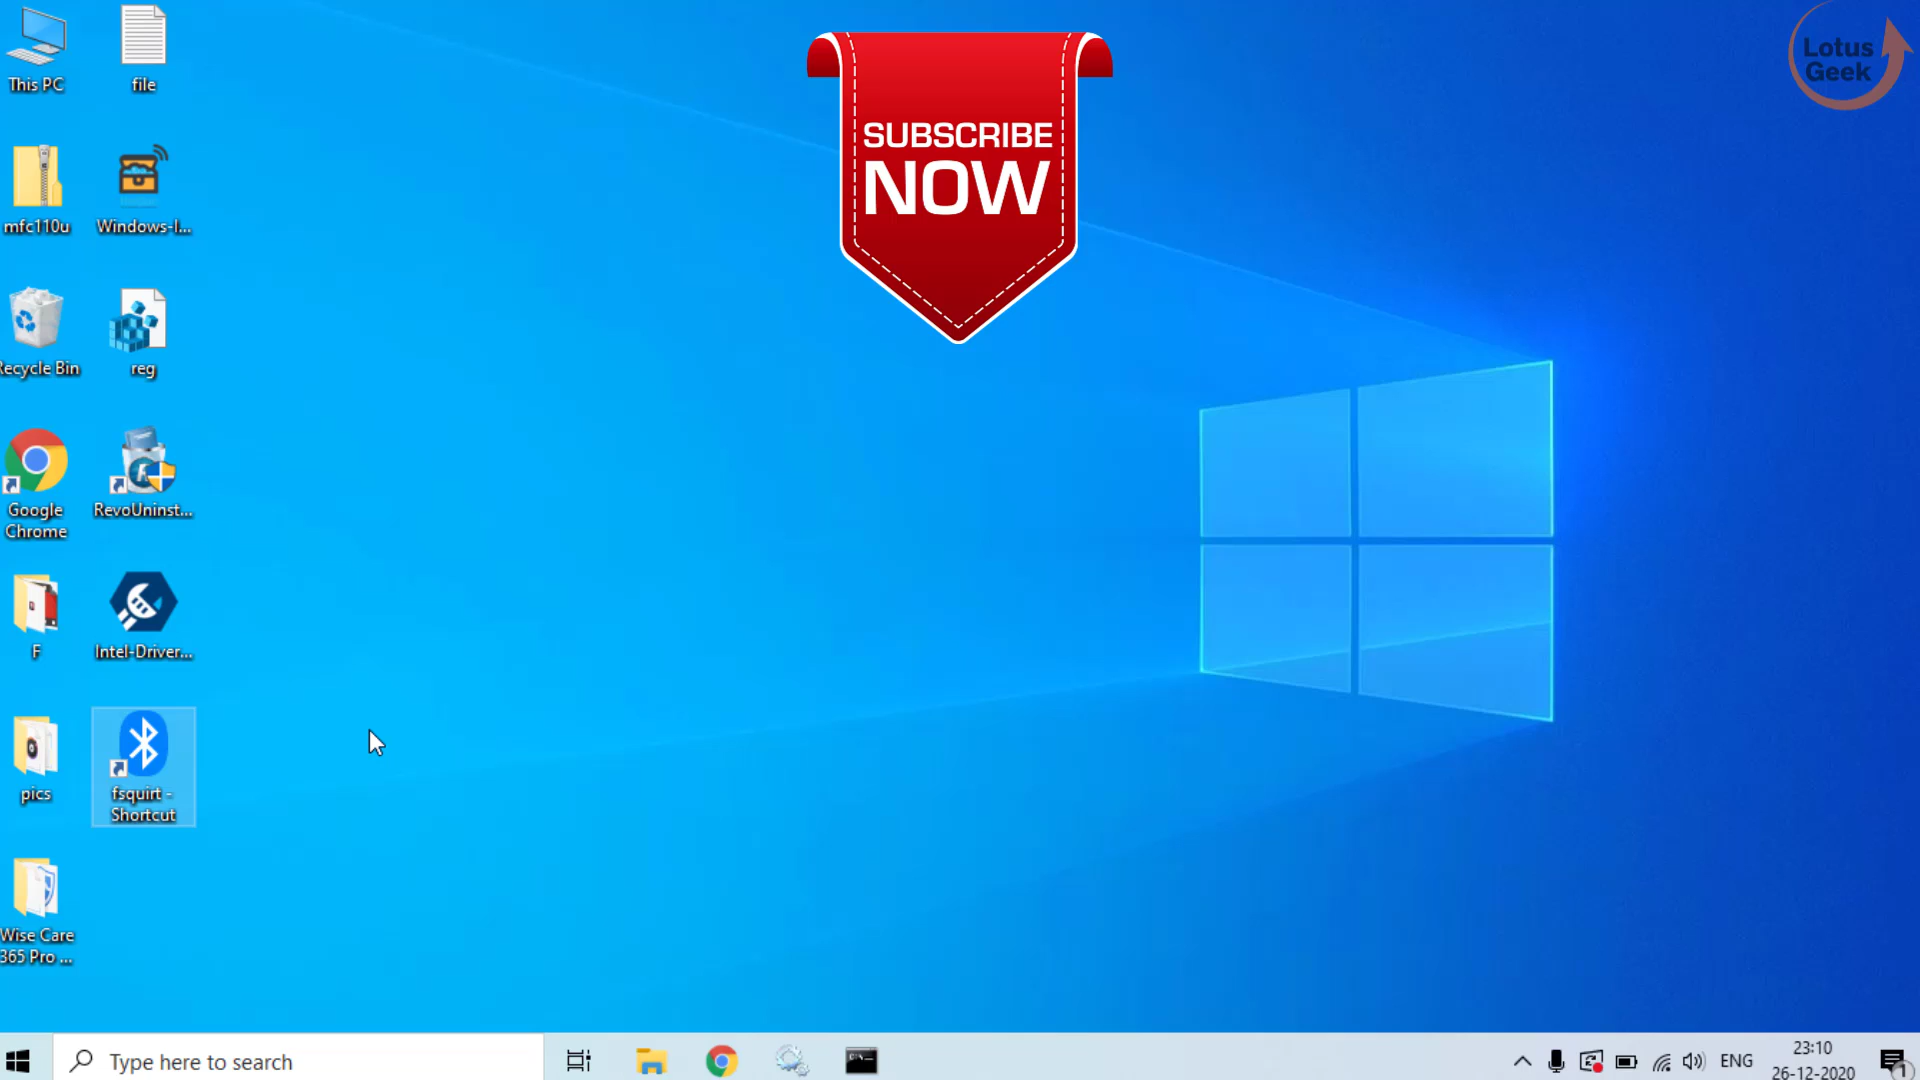 This PC
file
SUBSCRIBE
NOW
Lotus
Geek
mfc110u
Windows-I...
Recycle Bin
reg
Google
Chrome
RevoUninst...
F
Intel-Driver...
pics
fsquirt -
Shortcut
Wise Care
365 Pro ...
Type here to search
ENG
23:10
26-12-2020
1